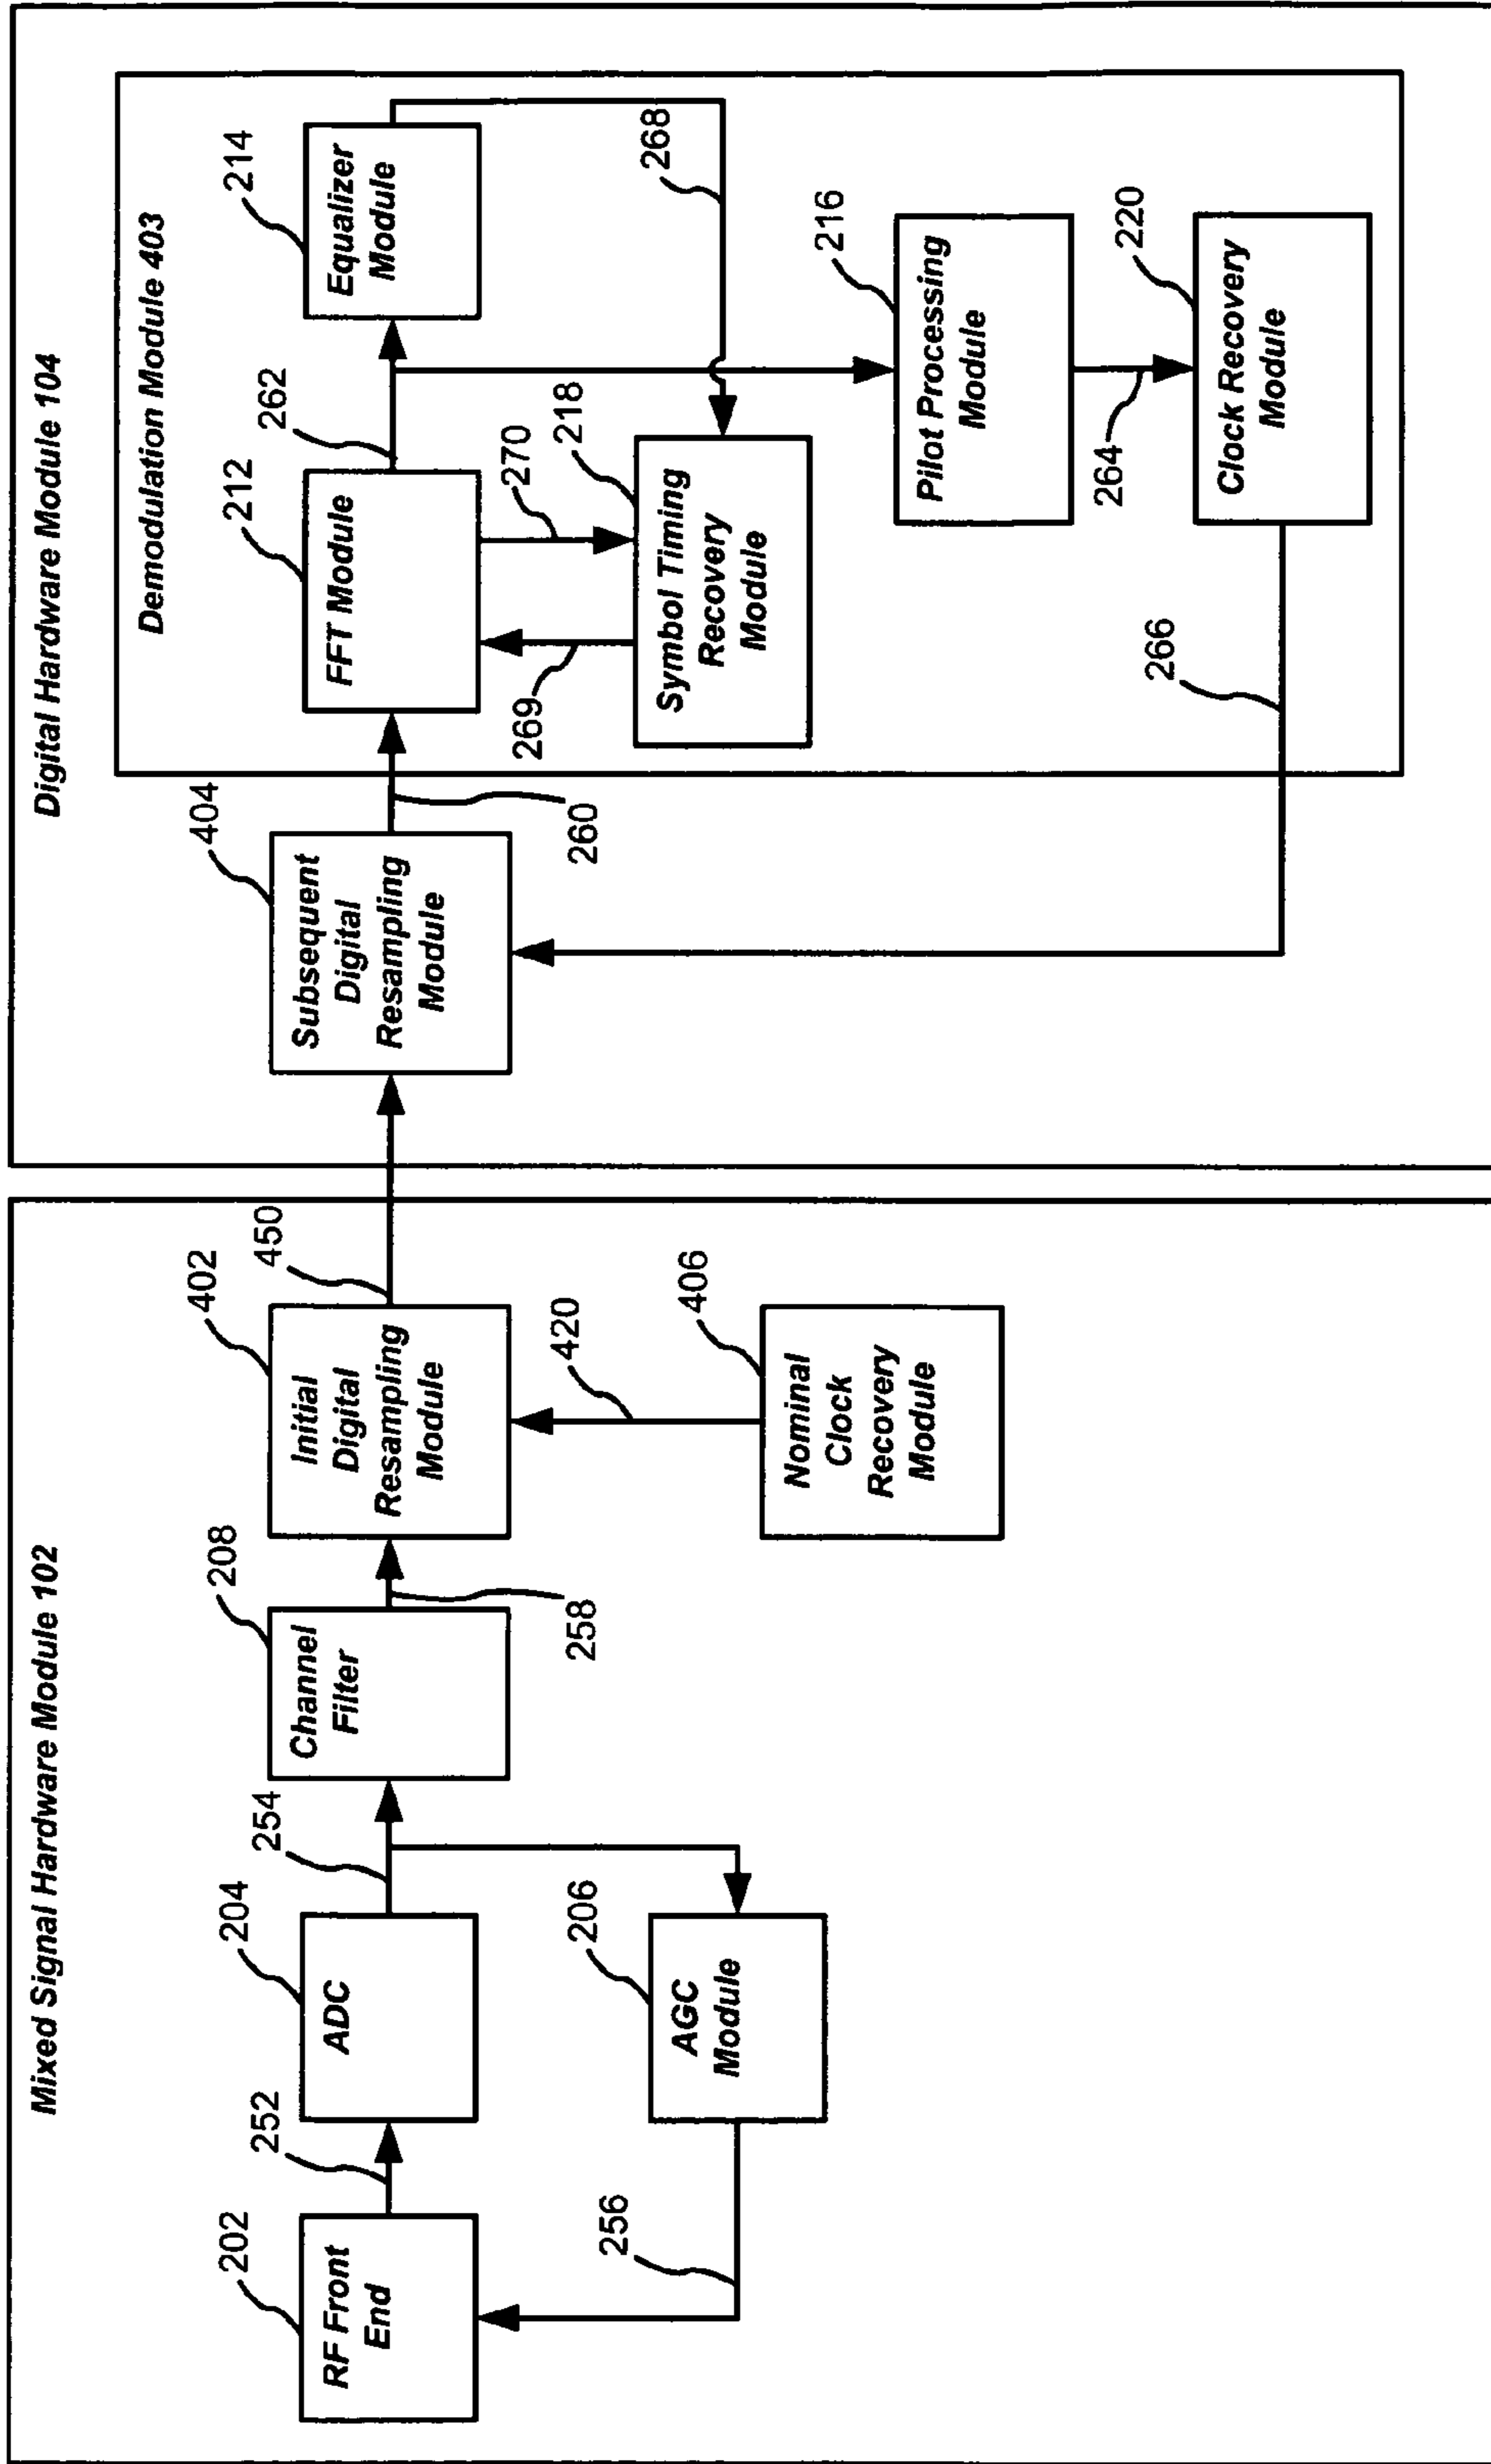 Mixed Signal Hardware Module 102
202
RF Front
End
252
204
ADC
254
256
206
AGC
Module
208
Channel
Filter
258
402
Initial
Digital
Resampling
Module
450
420
406
Nominal
Clock
Recovery
Module
Digital Hardware Module 104
404
Subsequent
Digital
Resampling
Module
260
Demodulation Module 403
212
FFT Module
262
214
Equalizer
Module
269
270
218
Symbol Timing
Recovery
Module
268
216
Pilot Processing
Module
264
220
Clock Recovery
Module
266